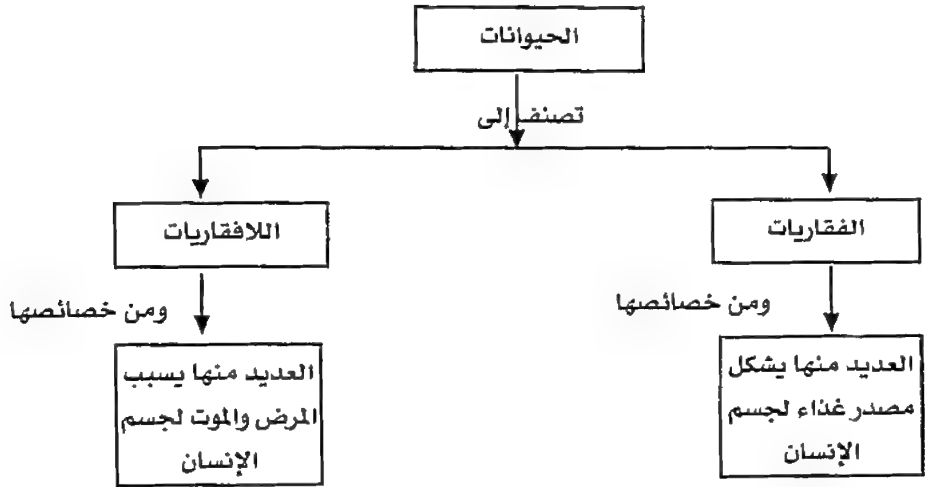 الحيوانات
تصنف إلى
الفقاريات
اللافقاريات
ومن خصائصها
ومن خصائصها
العديد منها يشكل
مصدر غذاء لجسم
الإنسان
العديد منها يسبب
المرض والموت لجسم
الإنسان